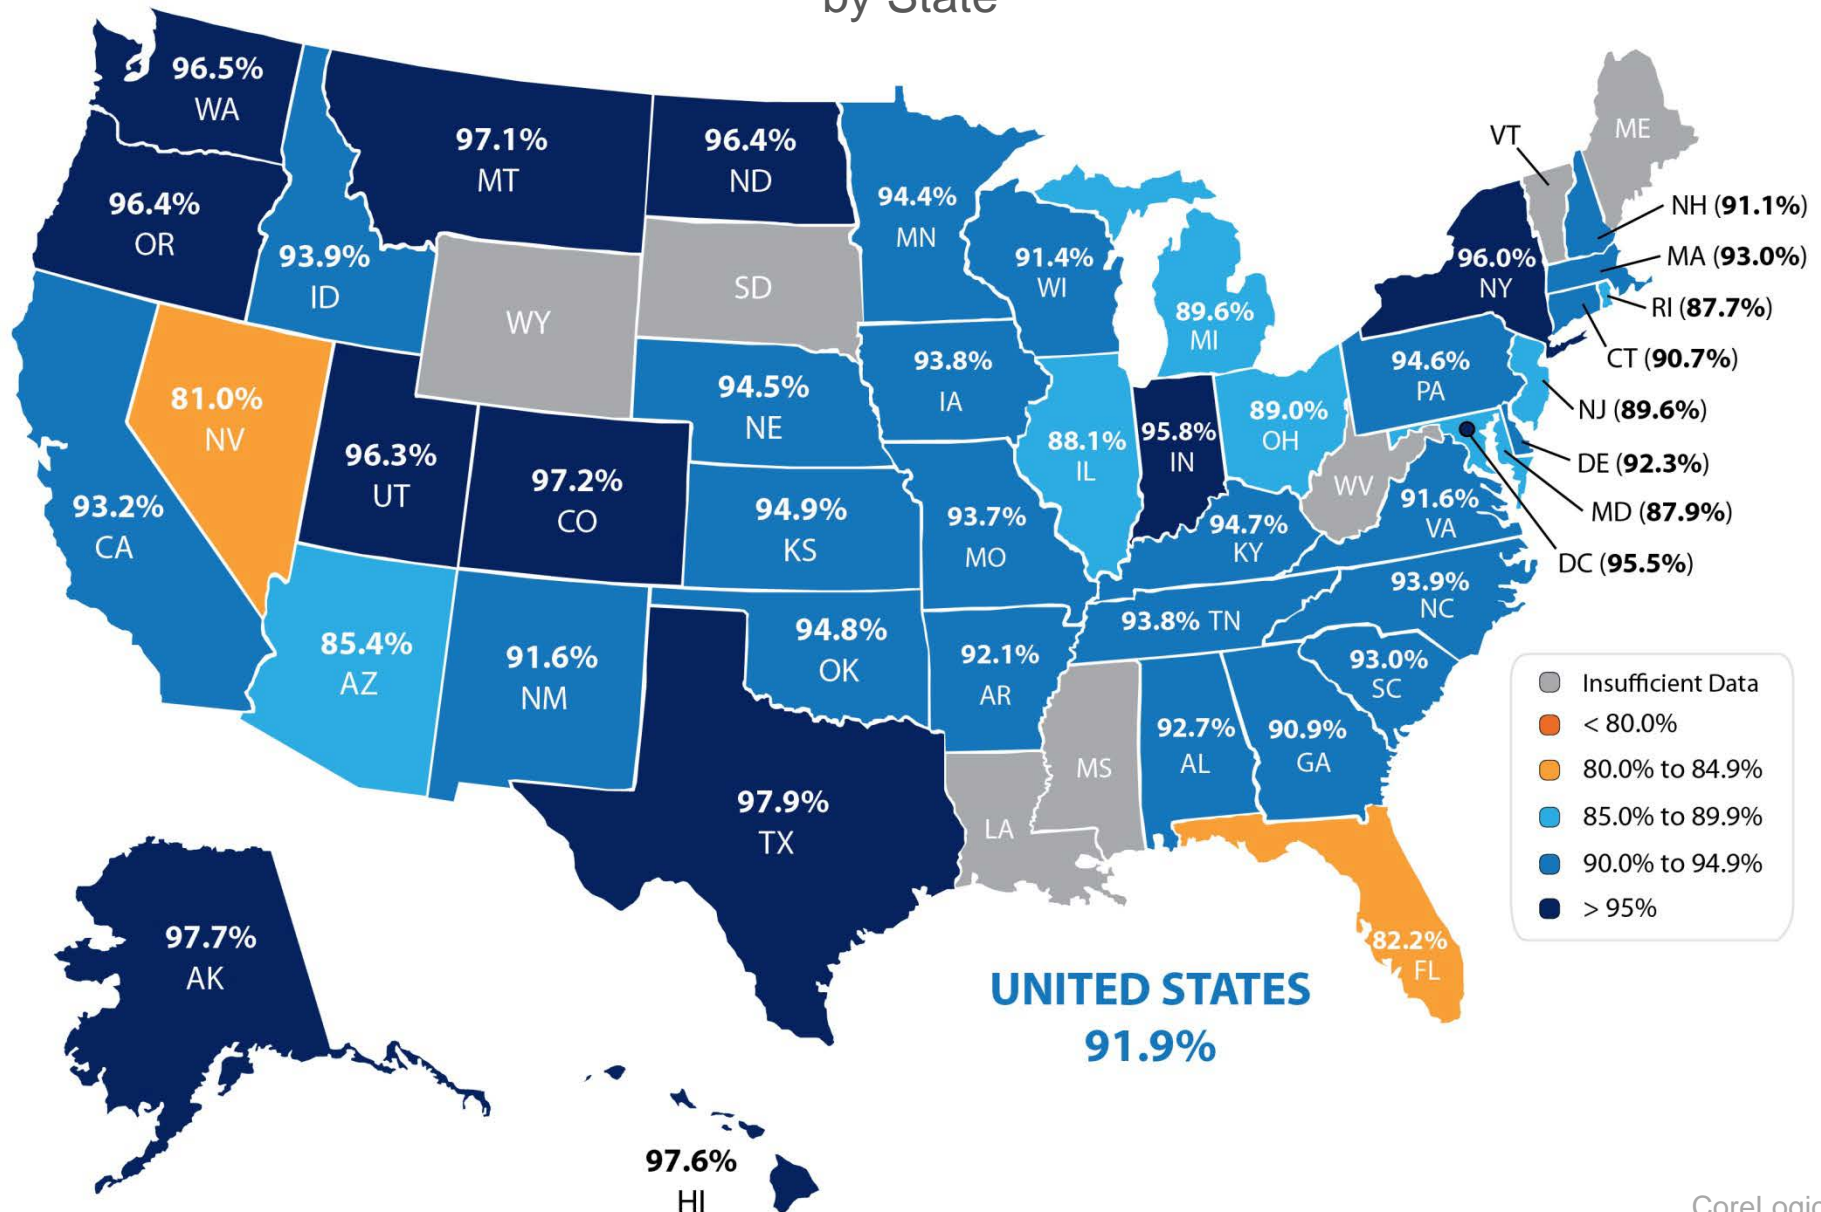 by State
96.5%
WA
96.4%
OR
97.1%
MT
96.4%
ND
93.9%
ID
WY
SD
94.4%
MN
91.4%
WI
89.6%
MI
VT
ME
NH (91.1%)
MA (93.0%)
RI (87.7%)
CT (90.7%)
NJ (89.6%)
DE (92.3%)
MD (87.9%)
DC (95.5%)
96.0%
NY
94.6%
PA
81.0%
NV
96.3%
UT
97.2%
CO
94.5%
NE
93.8%
IA
88.1%
IL
95.8%
IN
89.0%
OH
WV
91.6%
VA
93.2%
CA
94.9%
KS
93.7%
MO
94.7%
KY
93.9%
NC
93.8% TN
85.4%
AZ
91.6%
NM
94.8%
OK
92.1%
AR
93.0%
SC
97.9%
TX
LA
MS
92.7%
AL
90.9%
GA
82.2%
FL
97.7%
AK
97.6%
HI
UNITED STATES
91.9%
Insufficient Data
< 80.0%
80.0% to 84.9%
85.0% to 89.9%
90.0% to 94.9%
> 95%
CoreLogic